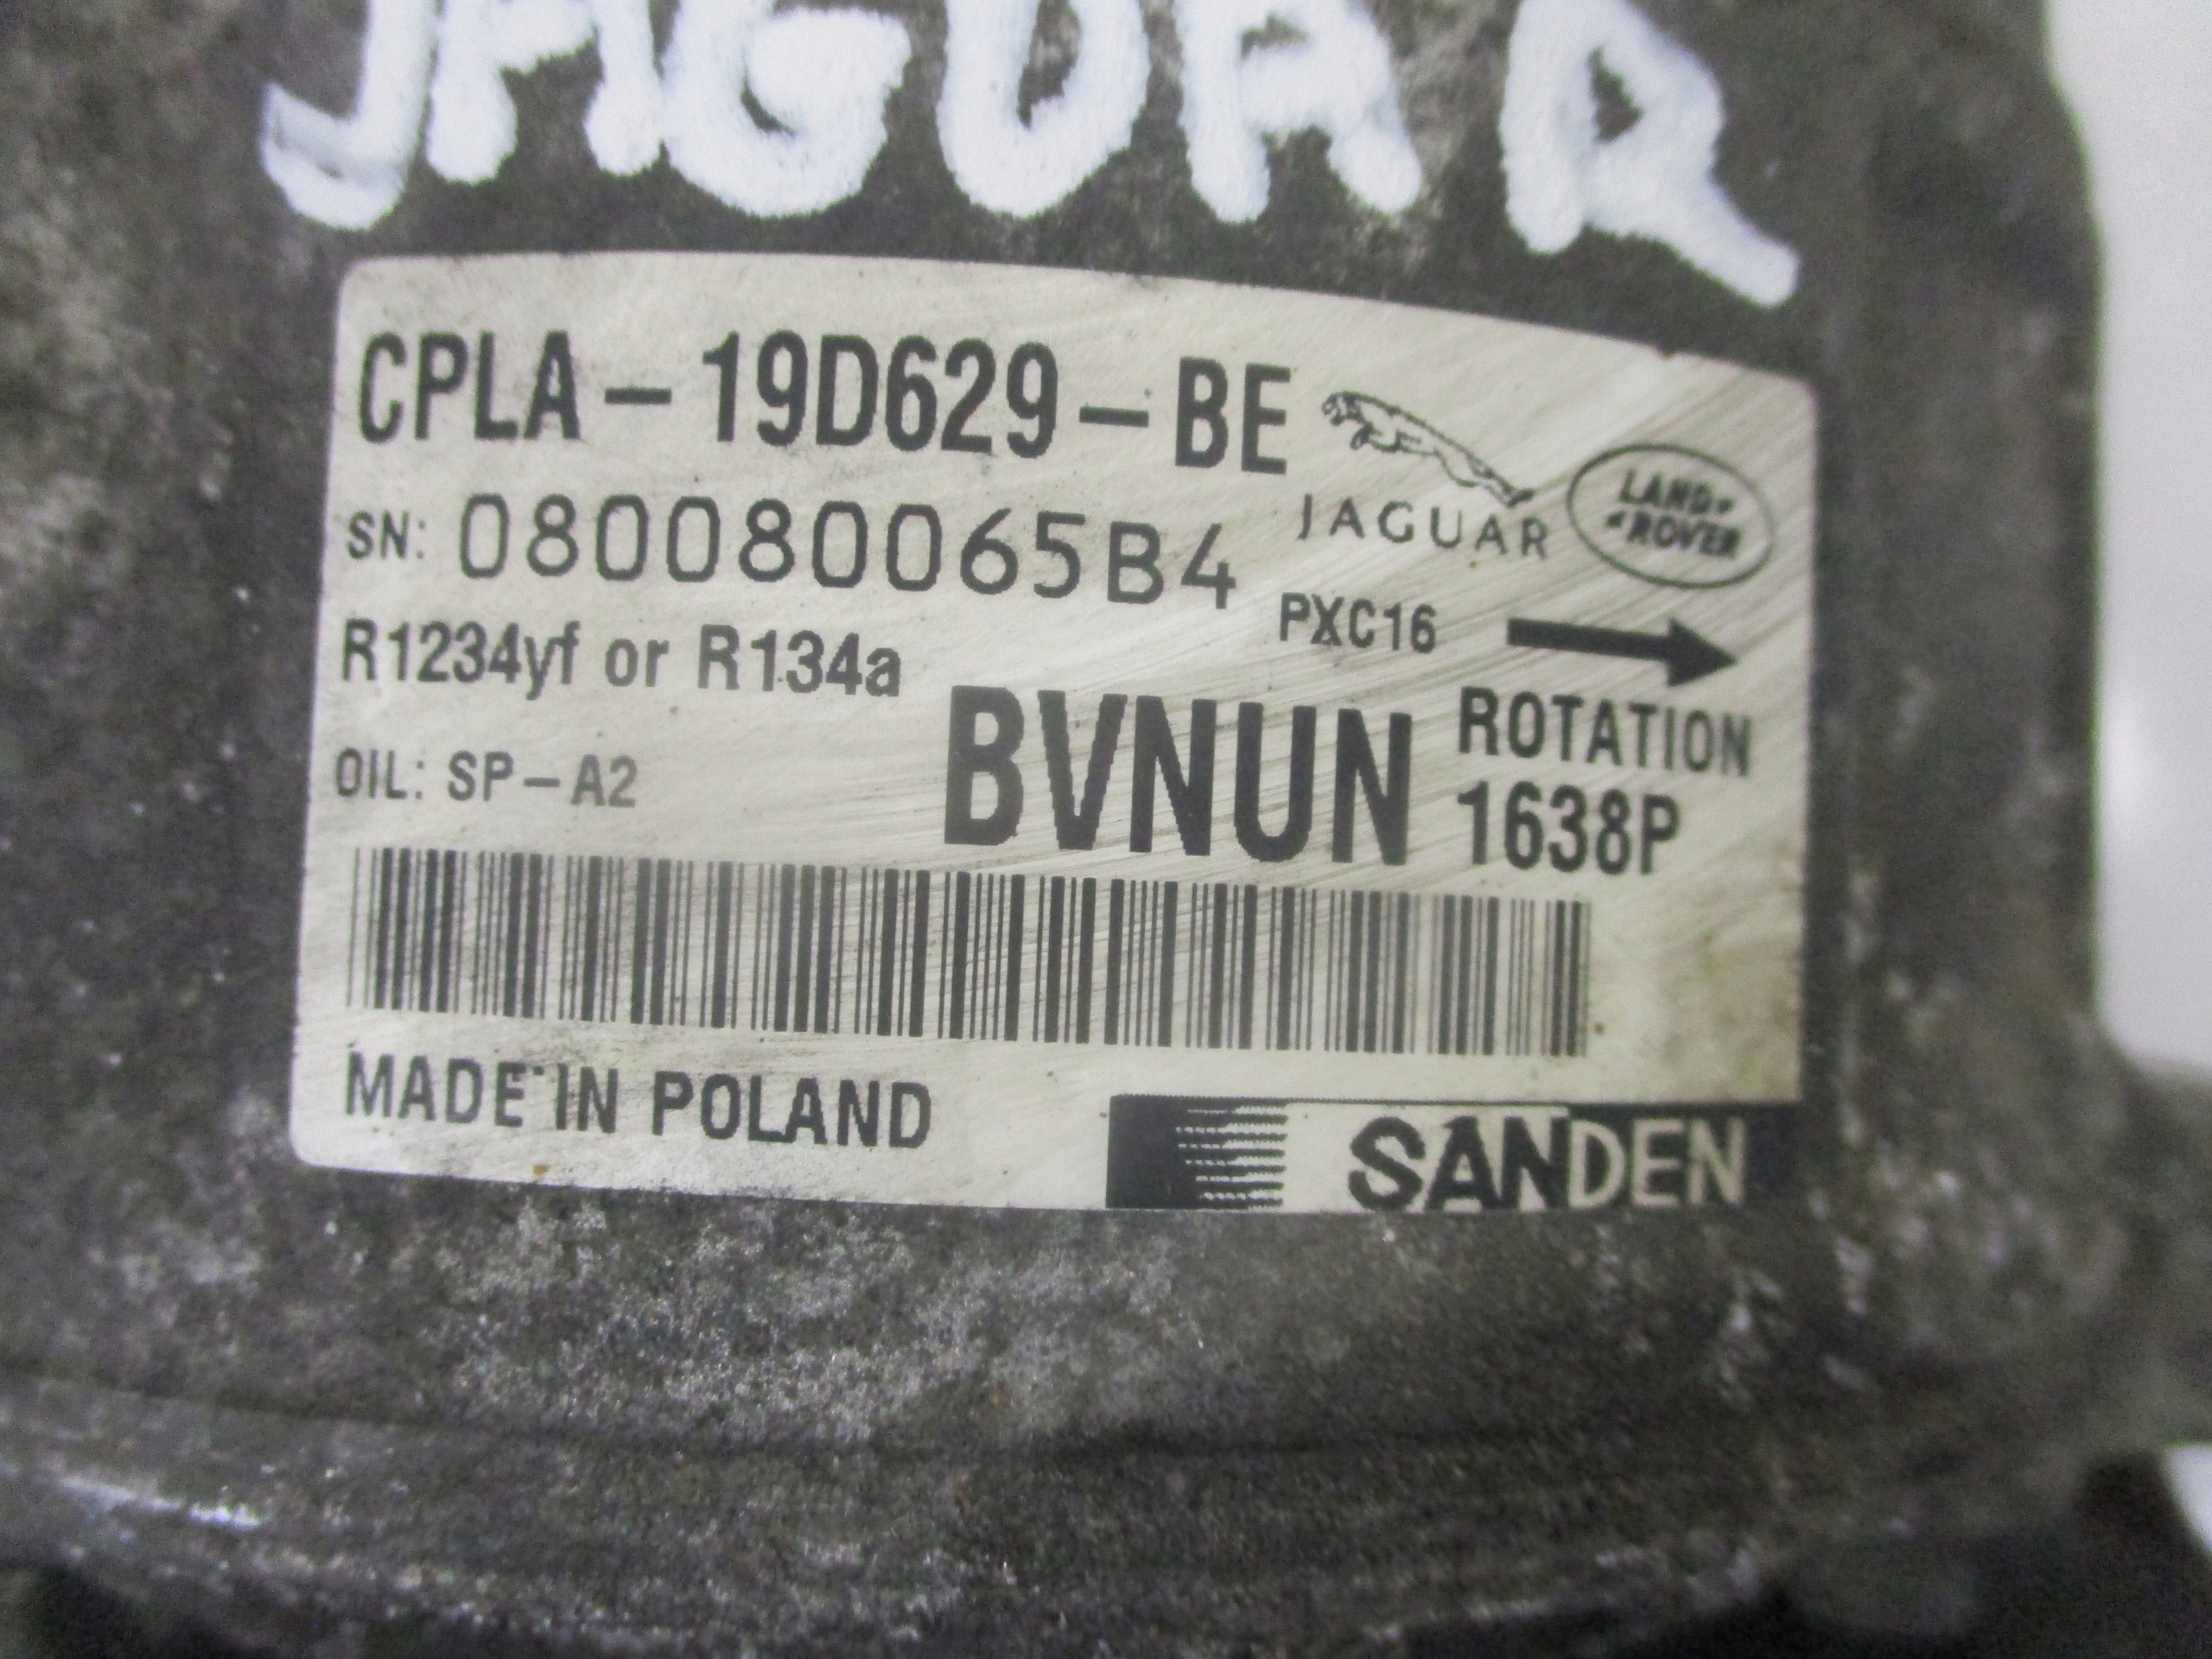 JAGUAR
CPLA-19D629-BE
SN: 080080065B4
JAGUAR
LAND ROVER
R1234yf or R134a
PXC16
OIL: SP-A2
BVNUN
ROTATION
1638P
MADE IN POLAND
SANDEN